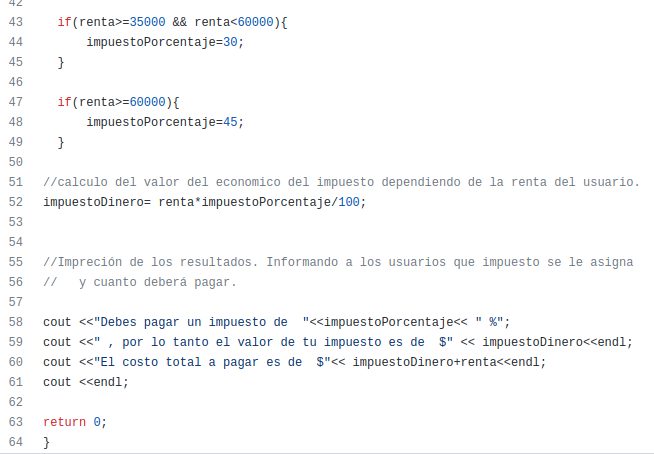 42
43 if(renta>=35000 && renta<60000){
44 impuestoPorcentaje=30;
45 }
46
47 if(renta>=60000){
48 impuestoPorcentaje=45;
49 }
50
51 //calculo del valor del economico del impuesto dependiendo de la renta del usuario.
52 impuestoDinero= renta*impuestoPorcentaje/100;
53
54
55 //Impreción de los resultados. Informando a los usuarios que impuesto se le asigna
56 //   y cuanto deberá pagar.
57
58 cout <<"Debes pagar un impuesto de  "<<impuestoPorcentaje<< " %";
59 cout <<" , por lo tanto el valor de tu impuesto es de  $" << impuestoDinero<<endl;
60 cout <<"El costo total a pagar es de  $"<< impuestoDinero+renta<<endl;
61 cout <<endl;
62
63 return 0;
64 }